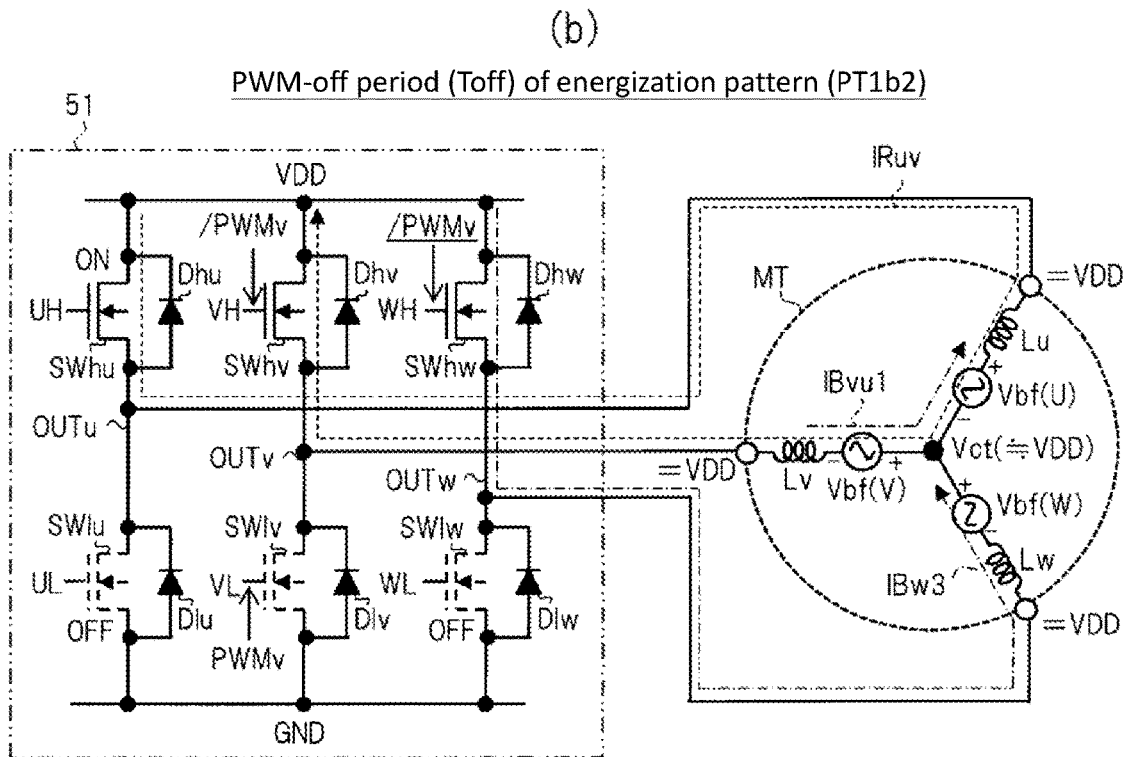 (b)
PWM-off period (Toff) of energization pattern (PT1b2)
51
IRuv
VDD
/PWMv
/PWMv
ON
Dhu
Dhv
Dhw
MT
=VDD
UH
VH
WH
Lu
SWhu
SWhv
SWhw
IBvu1
Vbf(U)
OUTu
OUTv
Vct(≒VDD)
=VDD
Lv
Vbf(V)
OUTw
SWlu
SWlv
SWlw
Vbf(W)
UL
VL
WL
Lw
IBw3
OFF
Dlu
Dlv
OFF
Dlw
=VDD
PWMv
GND
+
-
-
+
+
-